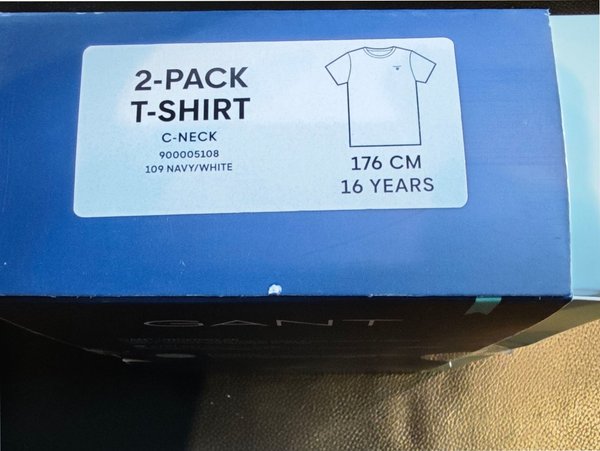 2-PACK
T-SHIRT
C-NECK
900005108
109 NAVY/WHITE
176 CM
16 YEARS
GANT